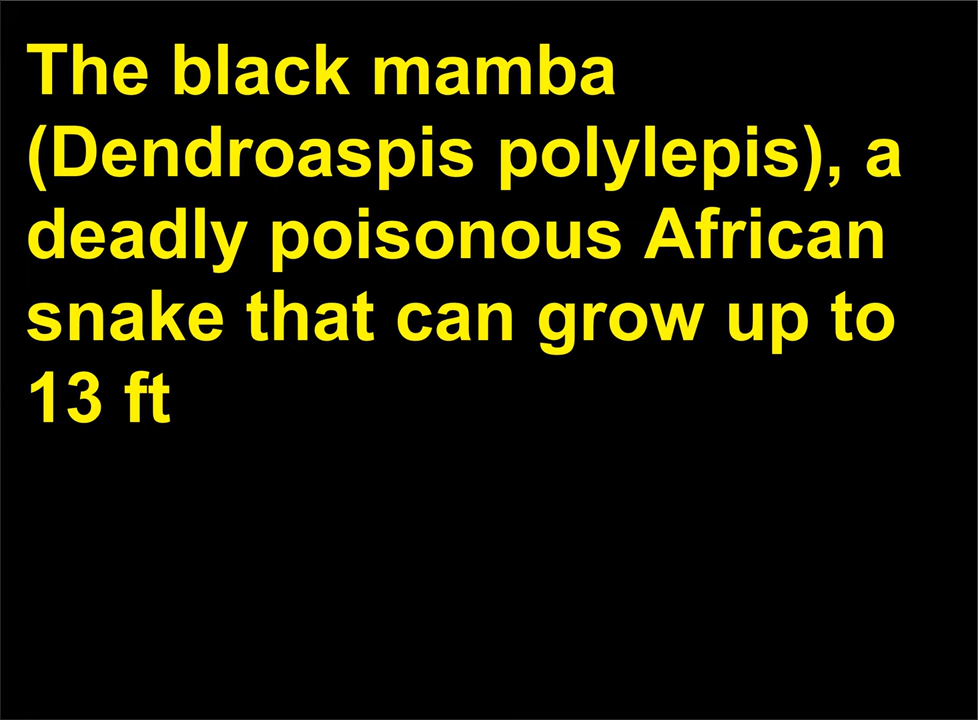 The black mamba
(Dendroaspis polylepis), a
deadly poisonous African
snake that can grow up to
13 ft